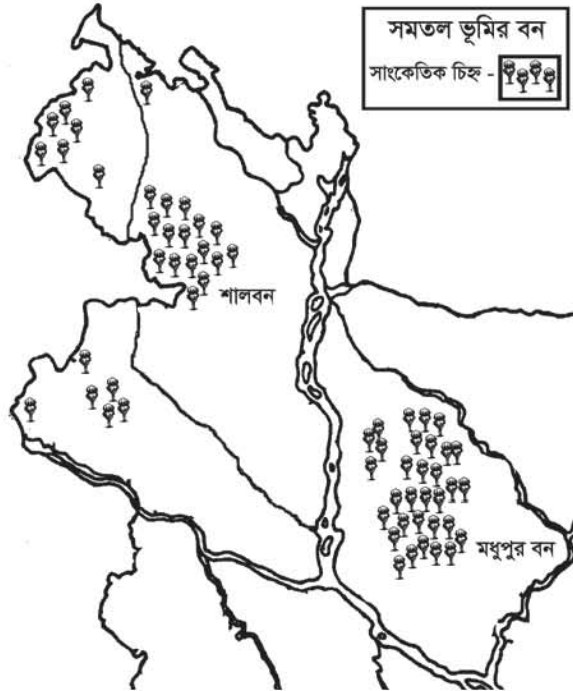 সমতল ভূমির বন
সাংকেতিক চিহ্ন -
শালবন
মধুপুর বন